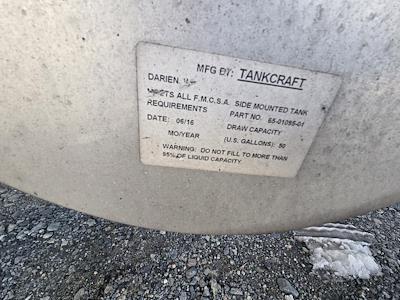 MFG BY: TANKCRAFT
DARIEN,
MEETS ALL F.M.C.S.A. SIDE MOUNTED TANK
REQUIREMENTS PART NO. 65-01095-01
DATE: 06/16 DRAW CAPACITY
MO/YEAR (U.S. GALLONS): 50
WARNING: DO NOT FILL TO MORE THAN
95% OF LIQUID CAPACITY.